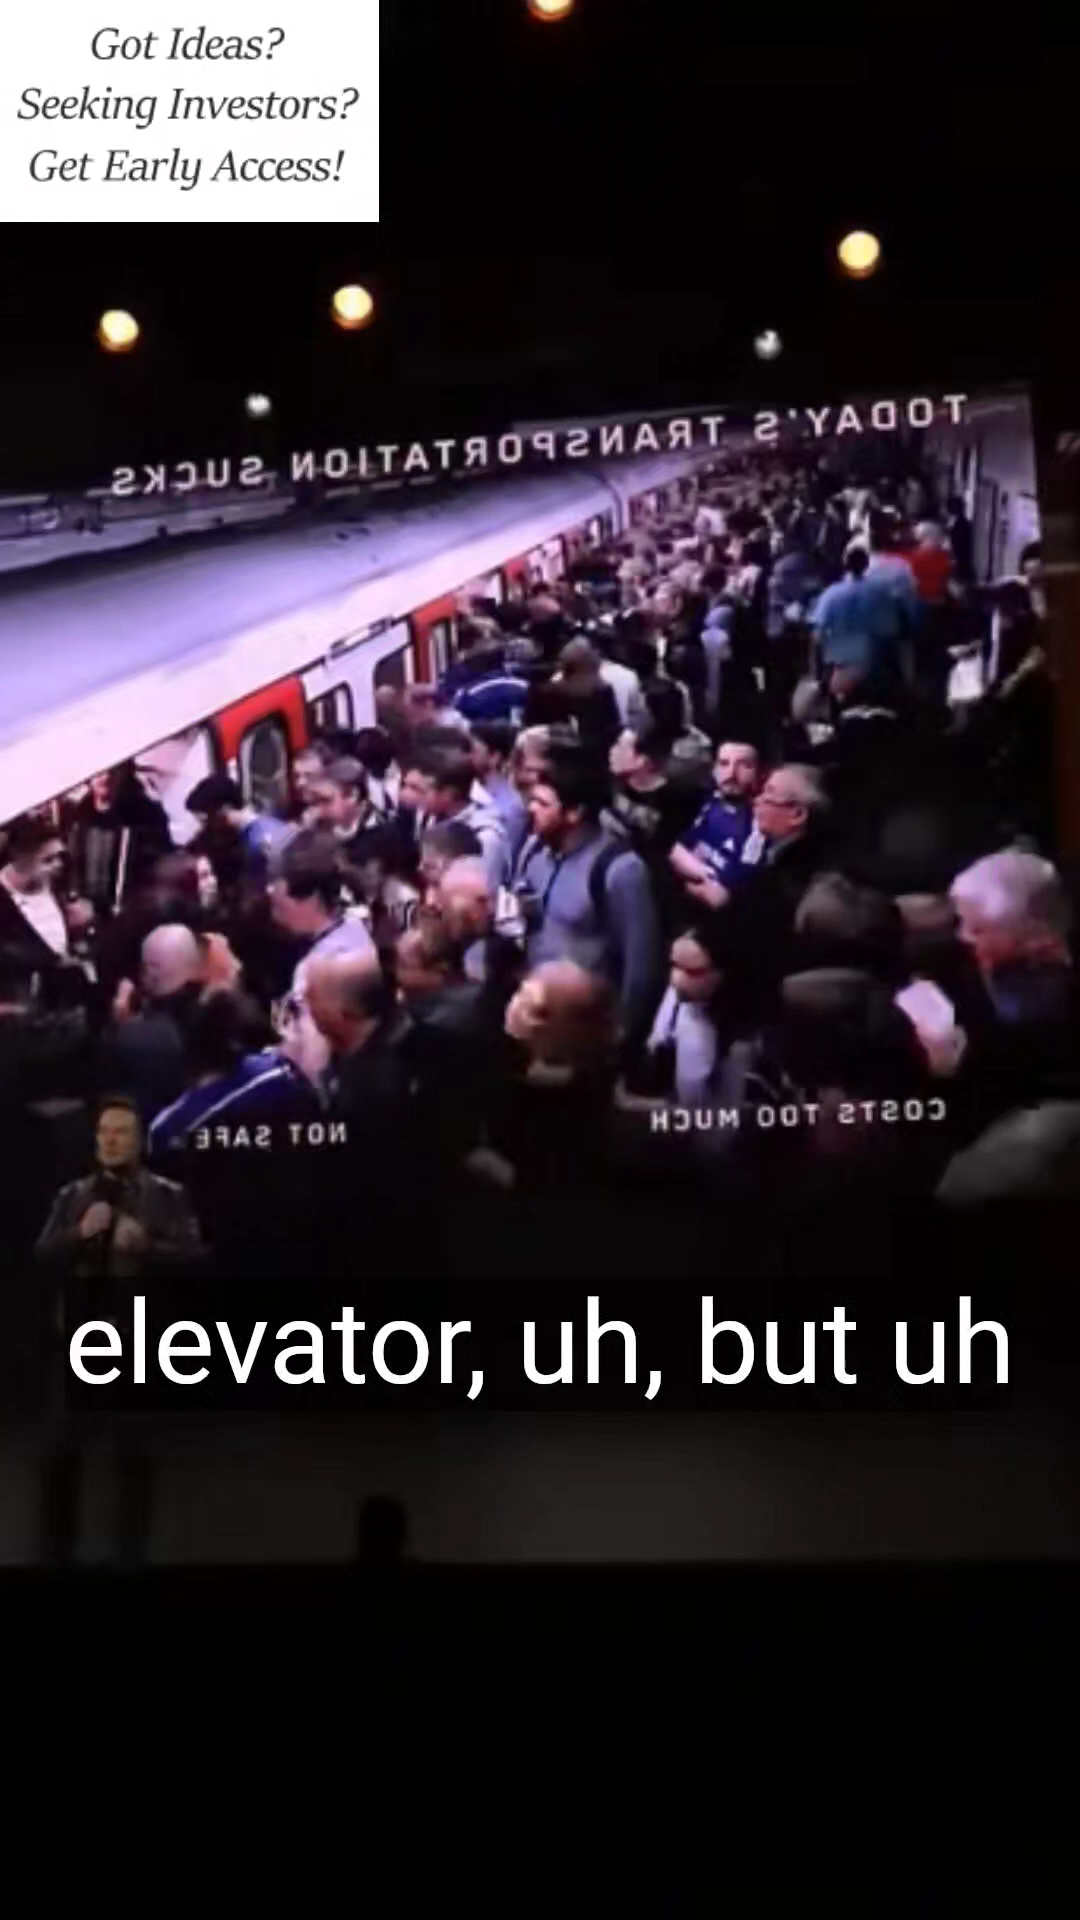 Got Ideas?
Seeking Investors?
Get Early Access!
TODAY'S TRANSPORTATION SUCKS
NOT SAFE
COSTS TOO MUCH
elevator, uh, but uh